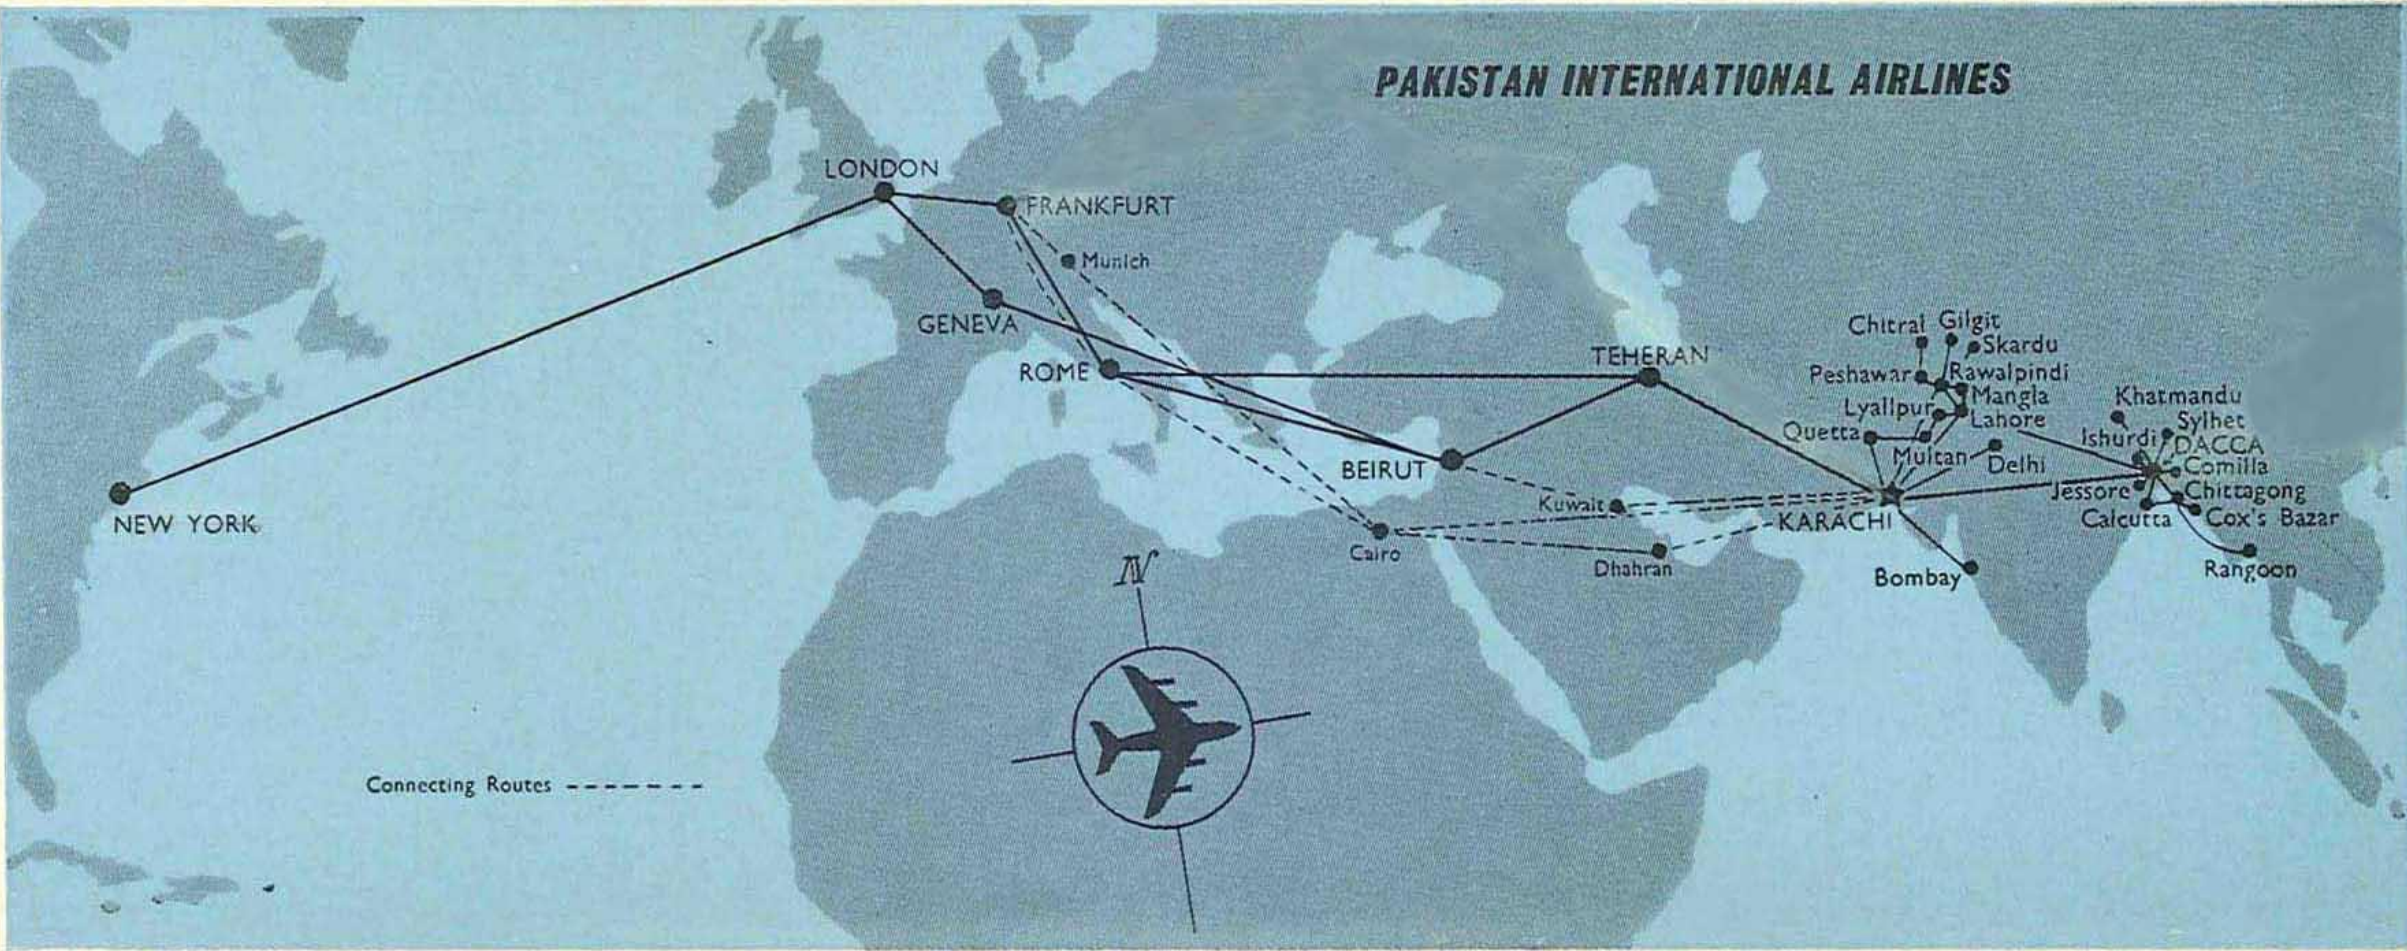 PAKISTAN INTERNATIONAL AIRLINES
LONDON
FRANKFURT
Munich
GENEVA
ROME
TEHERAN
BEIRUT
NEW YORK
Kuwait
Cairo
Dhahran
KARACHI
Bombay
Chitral
Gilgit
Skardu
Peshawar
Rawalpindi
Mangla
Lyallpur
Lahore
Quetta
Multan
Delhi
Khatmandu
Sylhet
Ishurdi
DACCA
Comilla
Jessore
Chittagong
Calcutta
Cox's Bazar
Rangoon
N
Connecting Routes